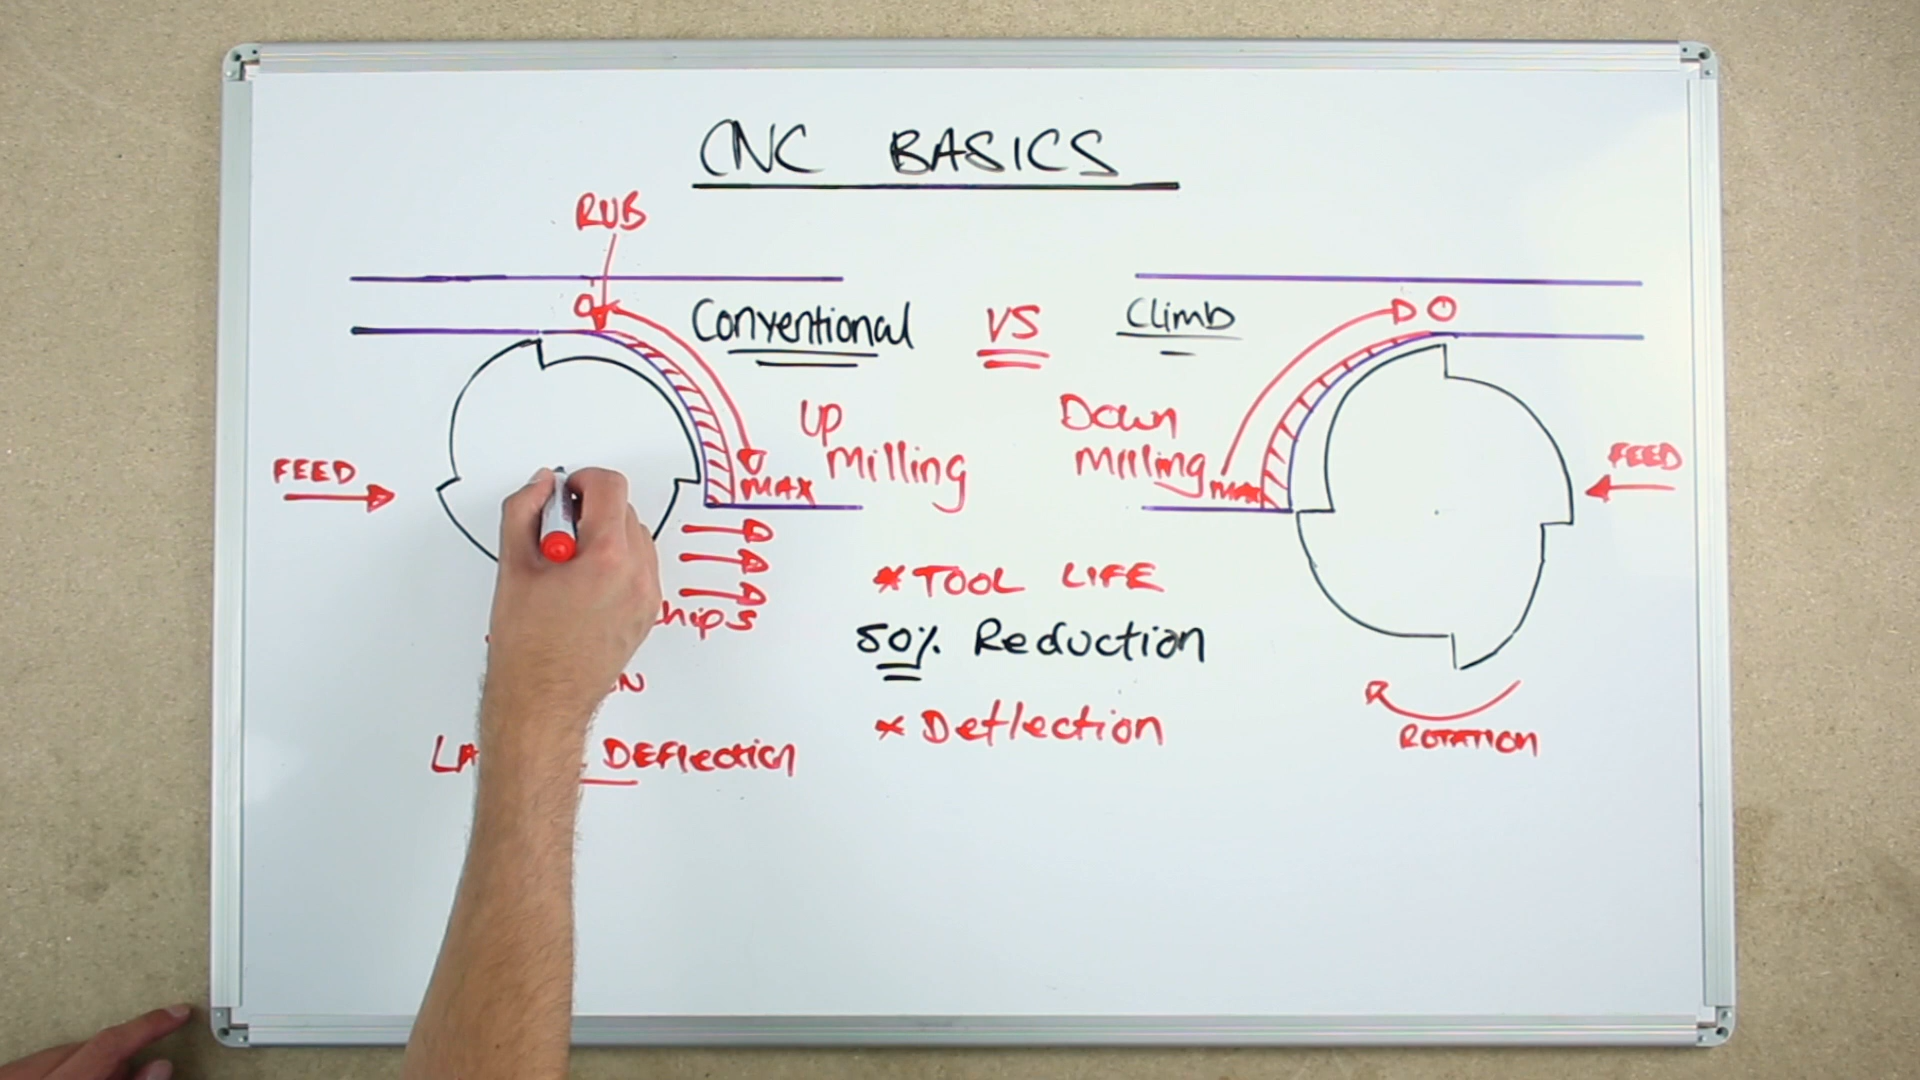 CNC BASICS
RUB
O
Conventional VS Climb
O
UP
Milling
Down
Milling
FEED
MAX
FEED
* TOOL LIFE
50% Reduction
* Deflection
DEFlection
ROTATION